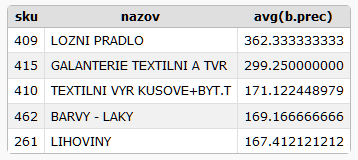 sku nazov avg(b.prec)
409 LOZNI PRADLO 362.333333333
415 GALANTERIE TEXTILNI A TVR 299.250000000
410 TEXTILNI VYR KUSOVE+BYT.T 171.122448979
462 BARVY - LAKY 169.166666666
261 LIHOVINY 167.412121212